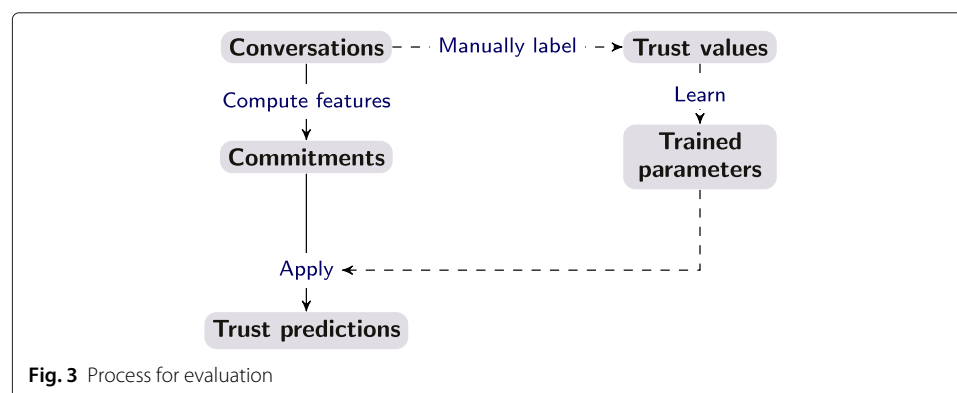 Conversations
Manually label
Trust values
Compute features
Learn
Commitments
Trained
parameters
Apply
Trust predictions
Fig. 3 Process for evaluation